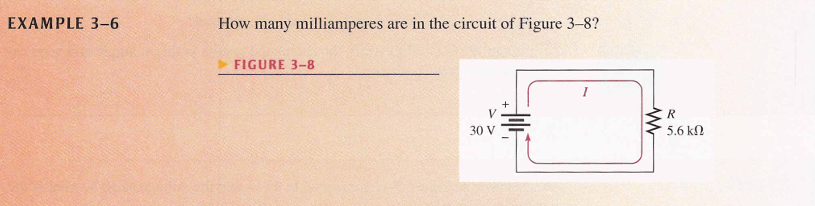 EXAMPLE 3–6
How many milliamperes are in the circuit of Figure 3–8?
▶ FIGURE 3–8
I
+
V
30 V
–
R
5.6 kΩ